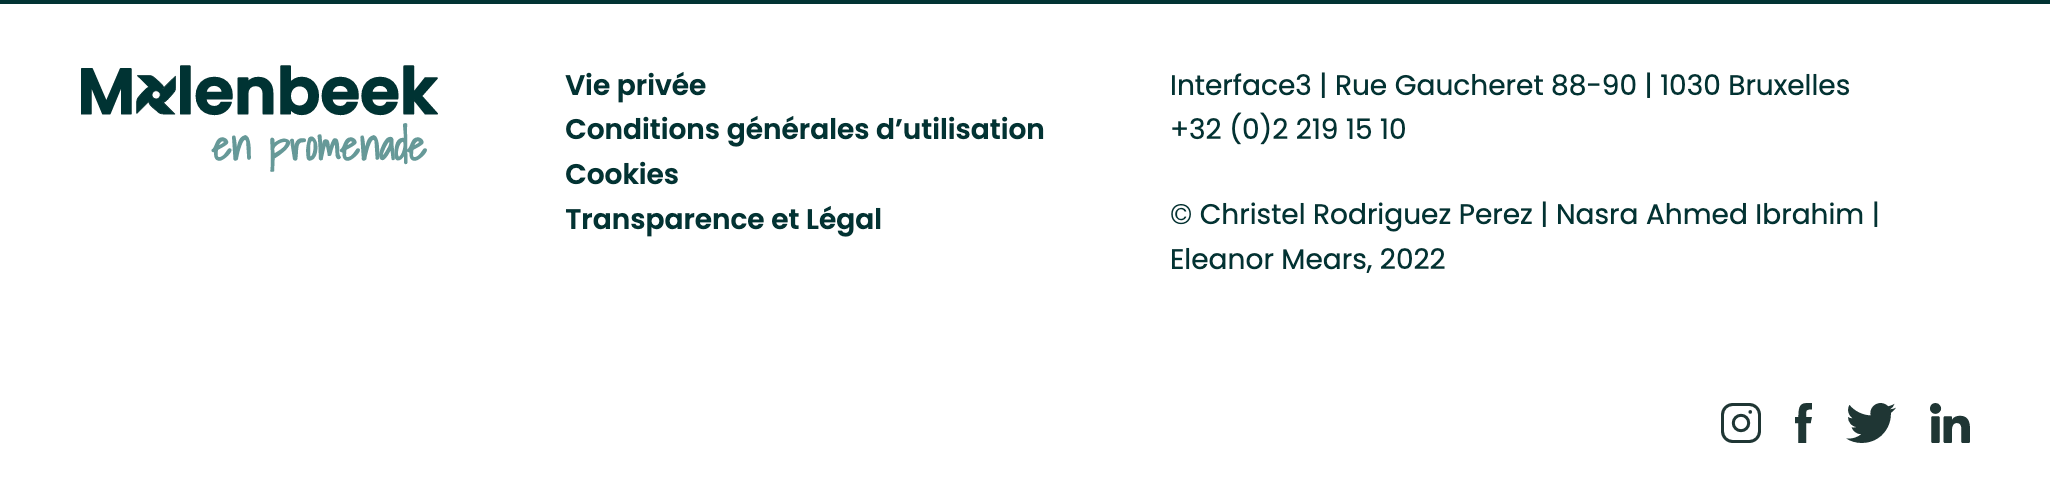 Molenbeek
en promenade
Vie privée
Conditions générales d’utilisation
Cookies
Transparence et Légal
Interface3 | Rue Gaucheret 88-90 | 1030 Bruxelles
+32 (0)2 219 15 10
© Christel Rodriguez Perez | Nasra Ahmed Ibrahim |
Eleanor Mears, 2022